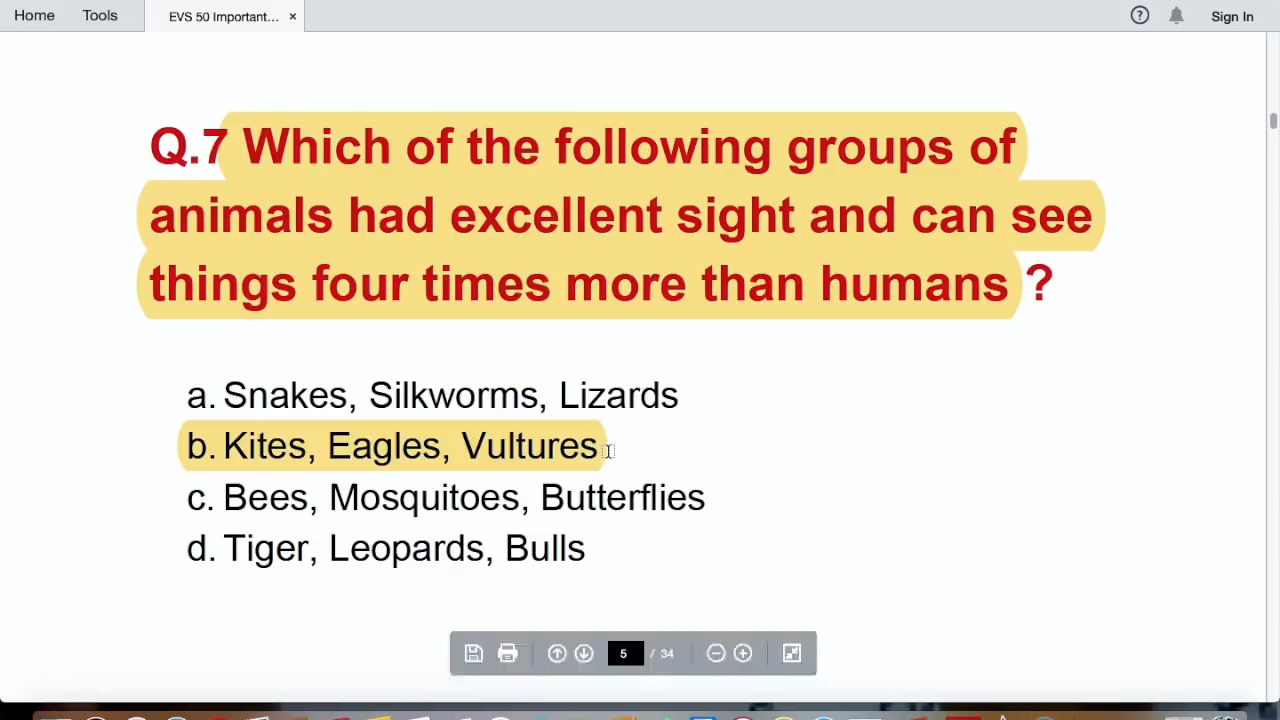 Home Tools EVS 50 Important... × ? Sign In
Q.7 Which of the following groups of
animals had excellent sight and can see
things four times more than humans ?
a. Snakes, Silkworms, Lizards
b. Kites, Eagles, Vultures
c. Bees, Mosquitoes, Butterflies
d. Tiger, Leopards, Bulls
5 / 34